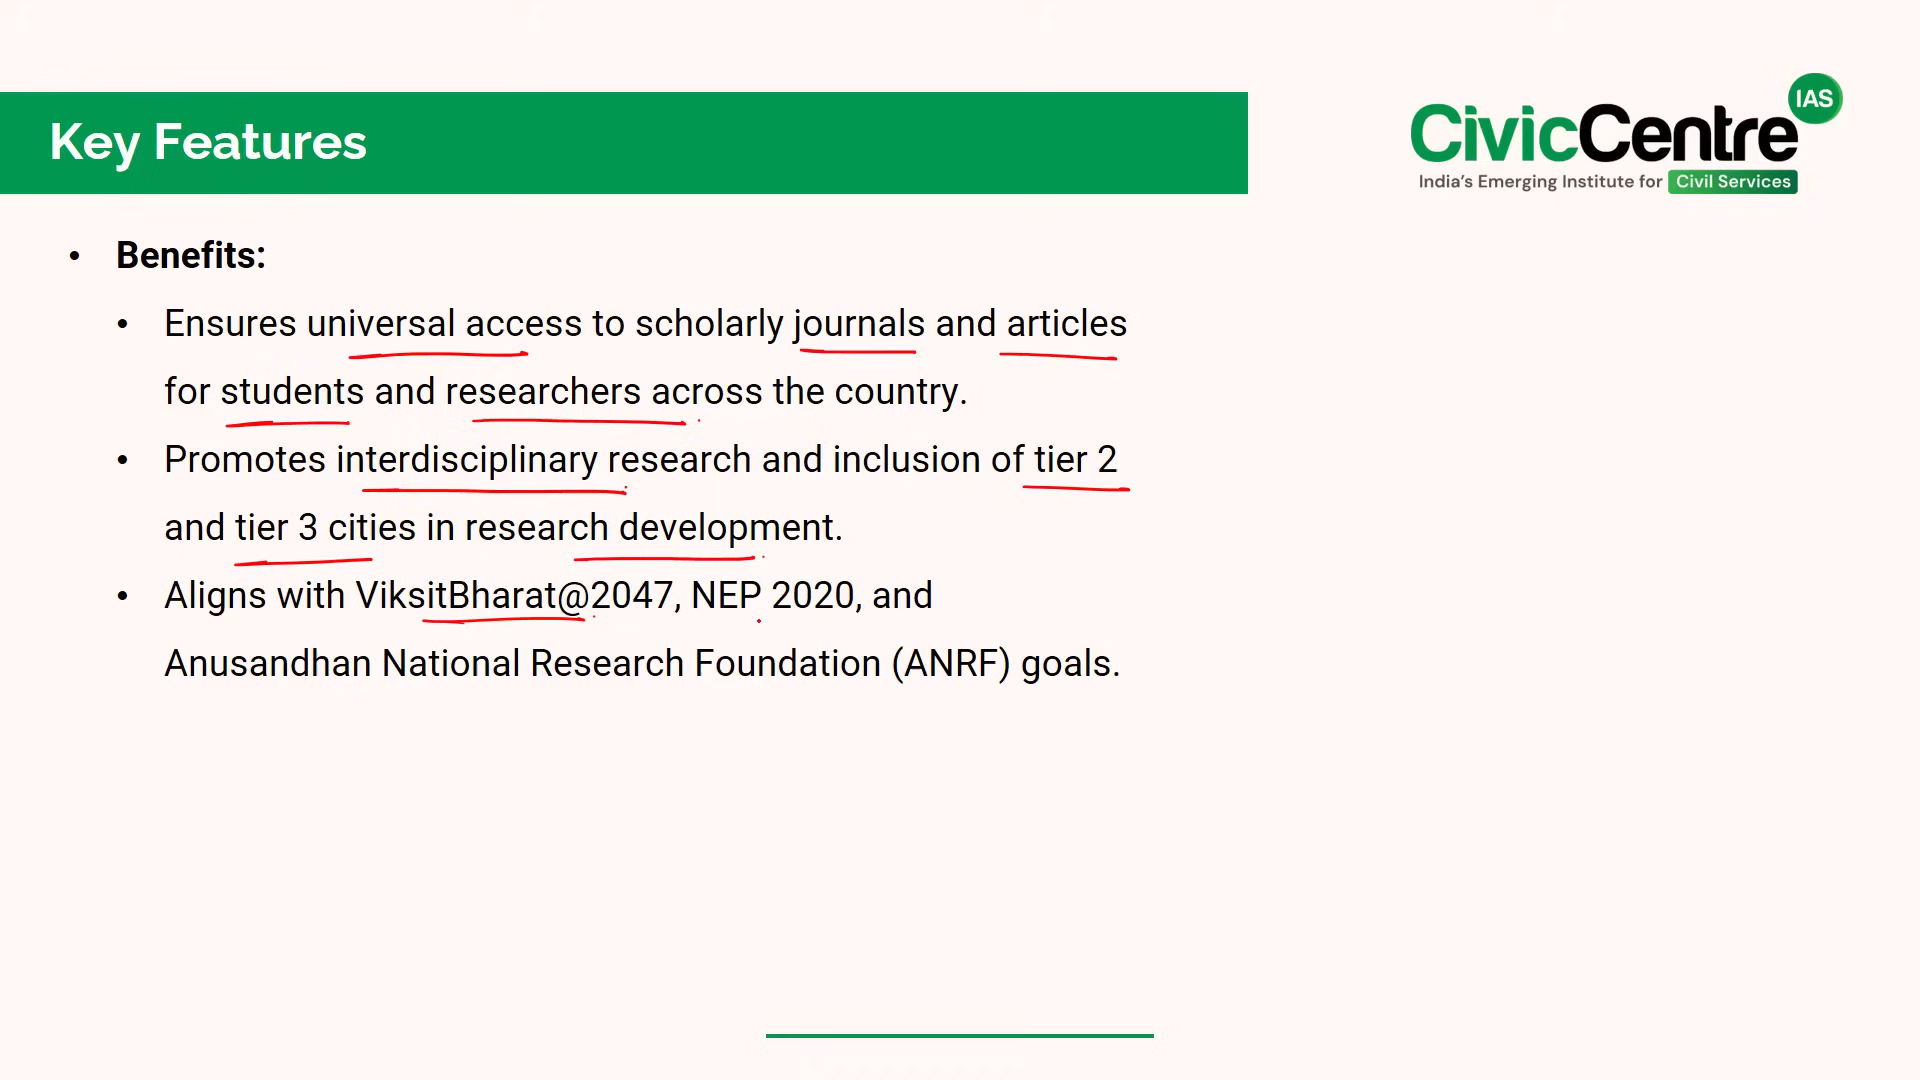 Key Features
CivicCentre IAS
India's Emerging Institute for Civil Services
• Benefits:
• Ensures universal access to scholarly journals and articles
for students and researchers across the country.
• Promotes interdisciplinary research and inclusion of tier 2
and tier 3 cities in research development.
• Aligns with ViksitBharat@2047, NEP 2020, and
Anusandhan National Research Foundation (ANRF) goals.